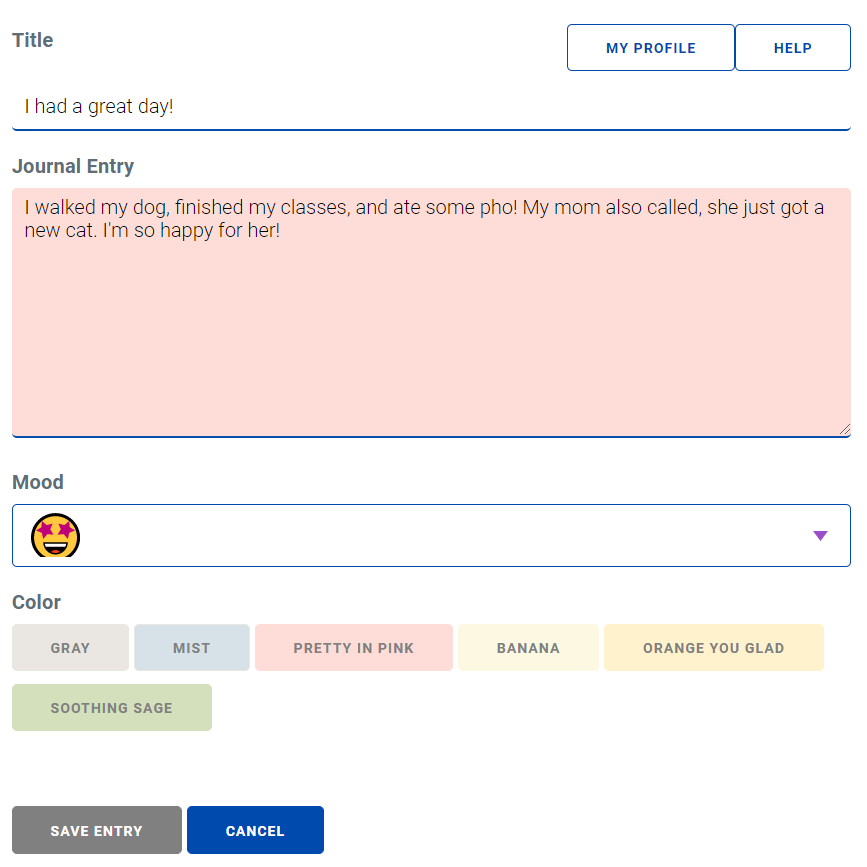 Title
MY PROFILE
HELP
I had a great day!
Journal Entry
I walked my dog, finished my classes, and ate some pho! My mom also called, she just got a
new cat. I'm so happy for her!
Mood
Color
GRAY
MIST
PRETTY IN PINK
BANANA
ORANGE YOU GLAD
SOOTHING SAGE
SAVE ENTRY
CANCEL